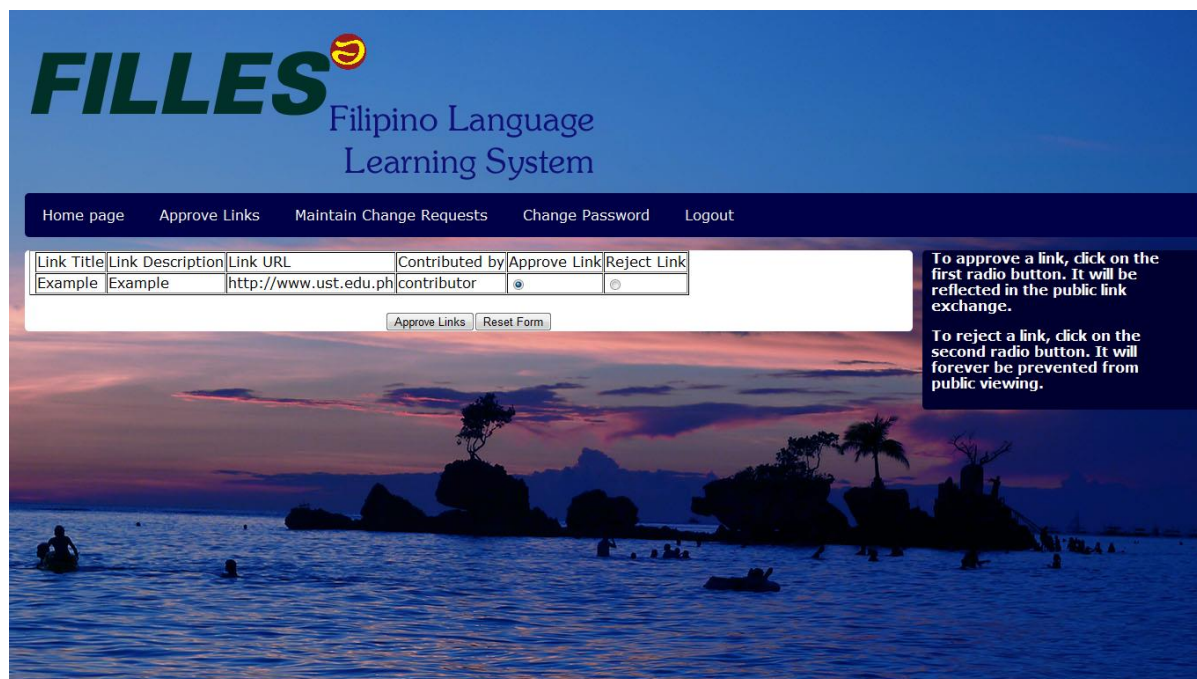 FILLES
Filipino Language
Learning System
Home page Approve Links Maintain Change Requests Change Password Logout
Link Title Link Description Link URL Contributed by Approve Link Reject Link
Example Example http://www.ust.edu.ph contributor
Approve Links Reset Form
To approve a link, click on the
first radio button. It will be
reflected in the public link
exchange.
To reject a link, click on the
second radio button. It will
forever be prevented from
public viewing.